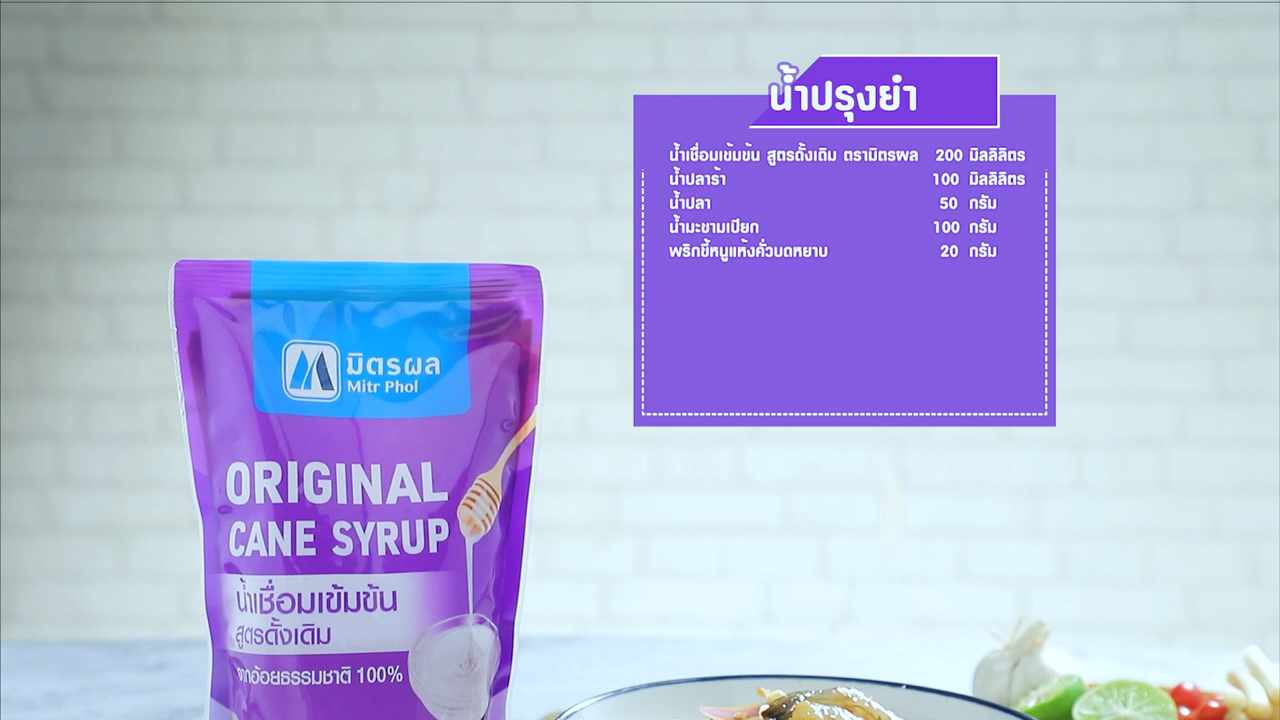 น้ำปรุงยำ
น้ำเชื่อมเข้มข้น สูตรดั้งเดิม ตรามิตรผล 200 มิลลิลิตร
น้ำปลาร้า 100 มิลลิลิตร
น้ำปลา 50 กรัม
น้ำมะขามเปียก 100 กรัม
พริกขี้หนูแห้งคั่วบดหยาบ 20 กรัม
มิตรผล
Mitr Phol
ORIGINAL
CANE SYRUP
น้ำเชื่อมเข้มข้น
สูตรดั้งเดิม
จากอ้อยธรรมชาติ 100%